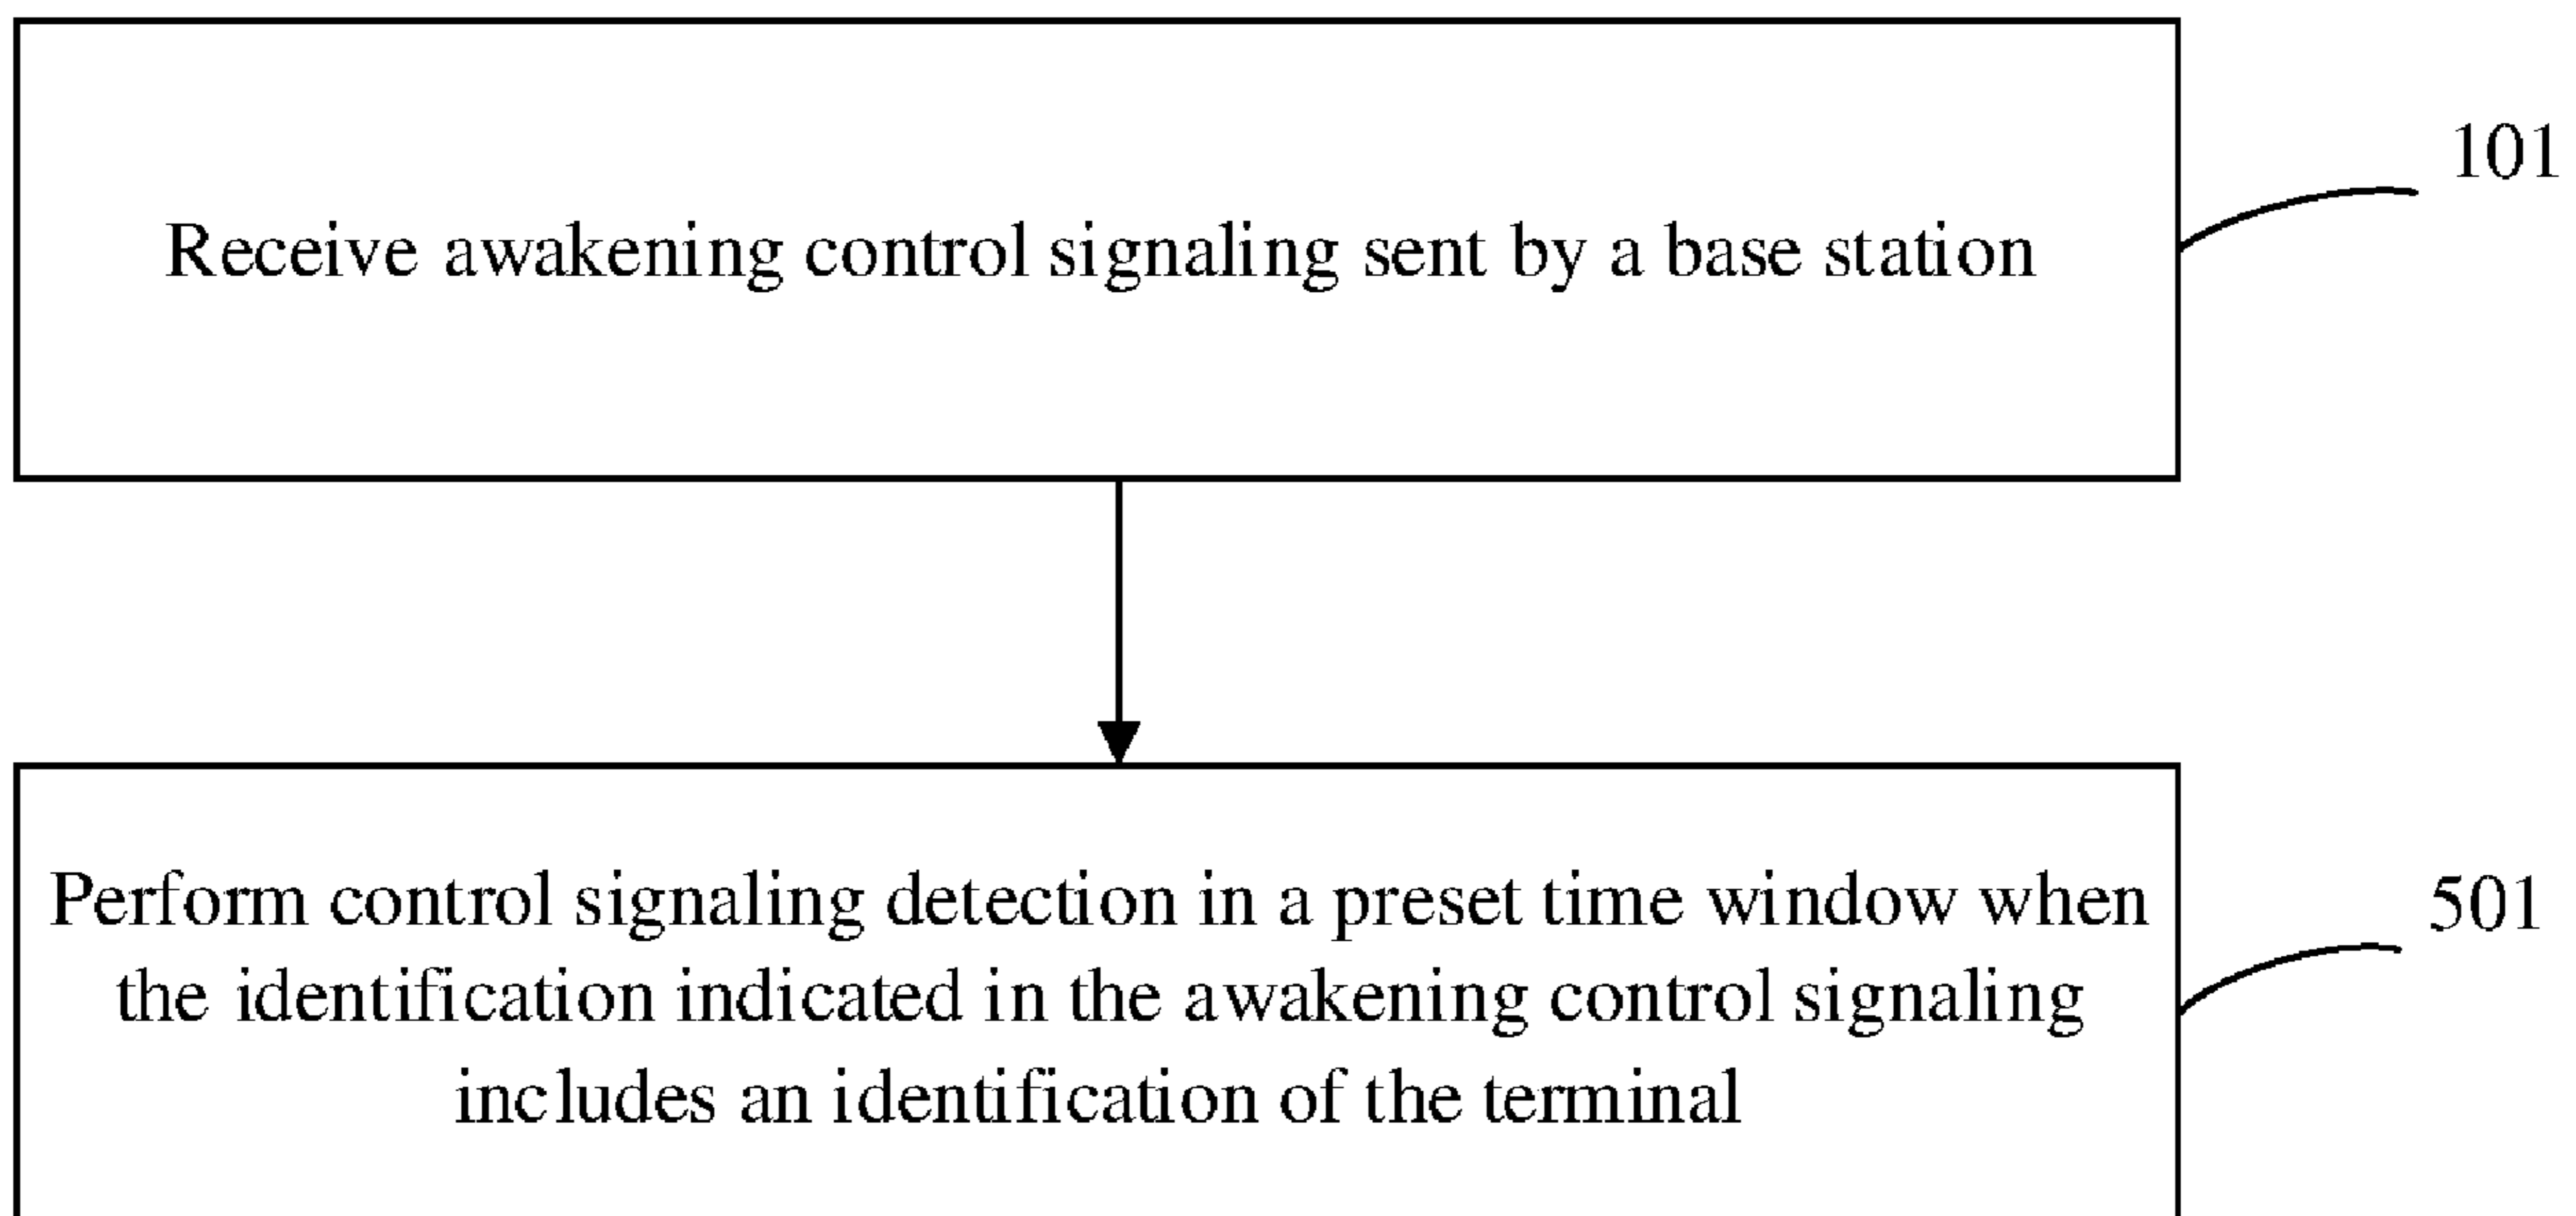 101
Receive awakening control signaling sent by a base station
501
Perform control signaling detection in a preset time window when
the identification indicated in the awakening control signaling
includes an identification of the terminal